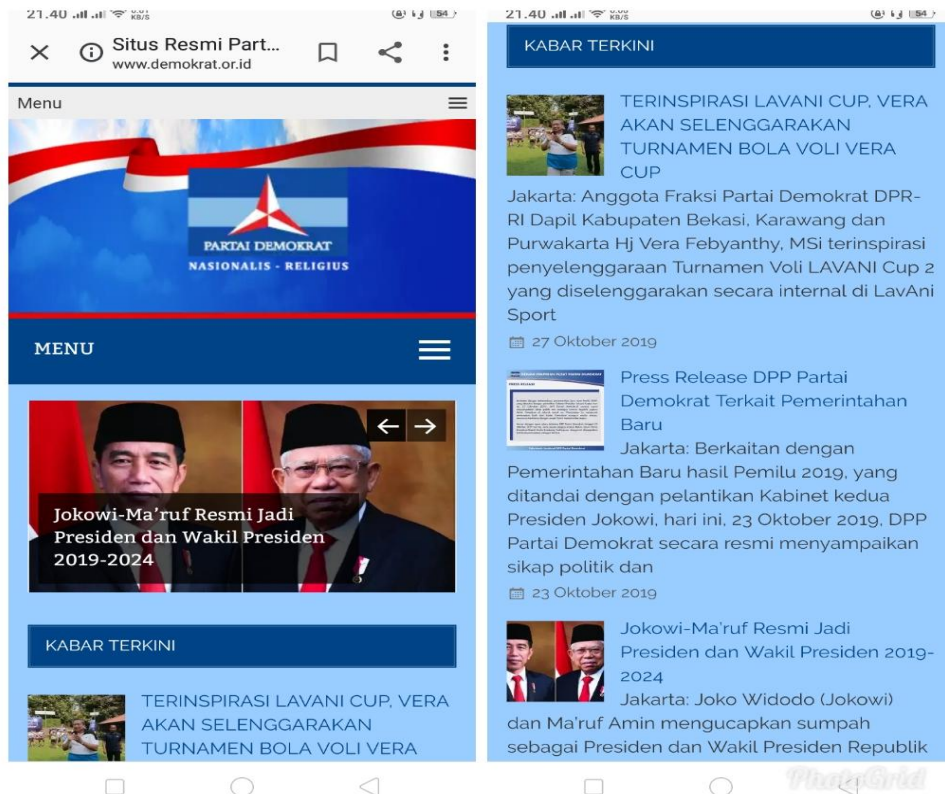 21.40
KB/S
54
Situs Resmi Part...
www.demokrat.or.id
Menu
PARTAI DEMOKRAT
NASIONALIS - RELIGIUS
MENU
Jokowi-Ma'ruf Resmi Jadi
Presiden dan Wakil Presiden
2019-2024
KABAR TERKINI
TERINSPIRASI LAVANI CUP, VERA
AKAN SELENGGARAKAN
TURNAMEN BOLA VOLI VERA
21.40
KB/S
54
KABAR TERKINI
TERINSPIRASI LAVANI CUP, VERA
AKAN SELENGGARAKAN
TURNAMEN BOLA VOLI VERA
CUP
Jakarta: Anggota Fraksi Partai Demokrat DPR-
RI Dapil Kabupaten Bekasi, Karawang dan
Purwakarta Hj Vera Febyanthy, MSi terinspirasi
penyelenggaraan Turnamen Voli LAVANI Cup 2
yang diselenggarakan secara internal di LavAni
Sport
27 Oktober 2019
Press Release DPP Partai
Demokrat Terkait Pemerintahan
Baru
Jakarta: Berkaitan dengan
Pemerintahan Baru hasil Pemilu 2019, yang
ditandai dengan pelantikan Kabinet kedua
Presiden Jokowi, hari ini, 23 Oktober 2019, DPP
Partai Demokrat secara resmi menyampaikan
sikap politik dan
23 Oktober 2019
Jokowi-Ma'ruf Resmi Jadi
Presiden dan Wakil Presiden 2019-
2024
Jakarta: Joko Widodo (Jokowi)
dan Ma'ruf Amin mengucapkan sumpah
sebagai Presiden dan Wakil Presiden Republik
PhotoGrid